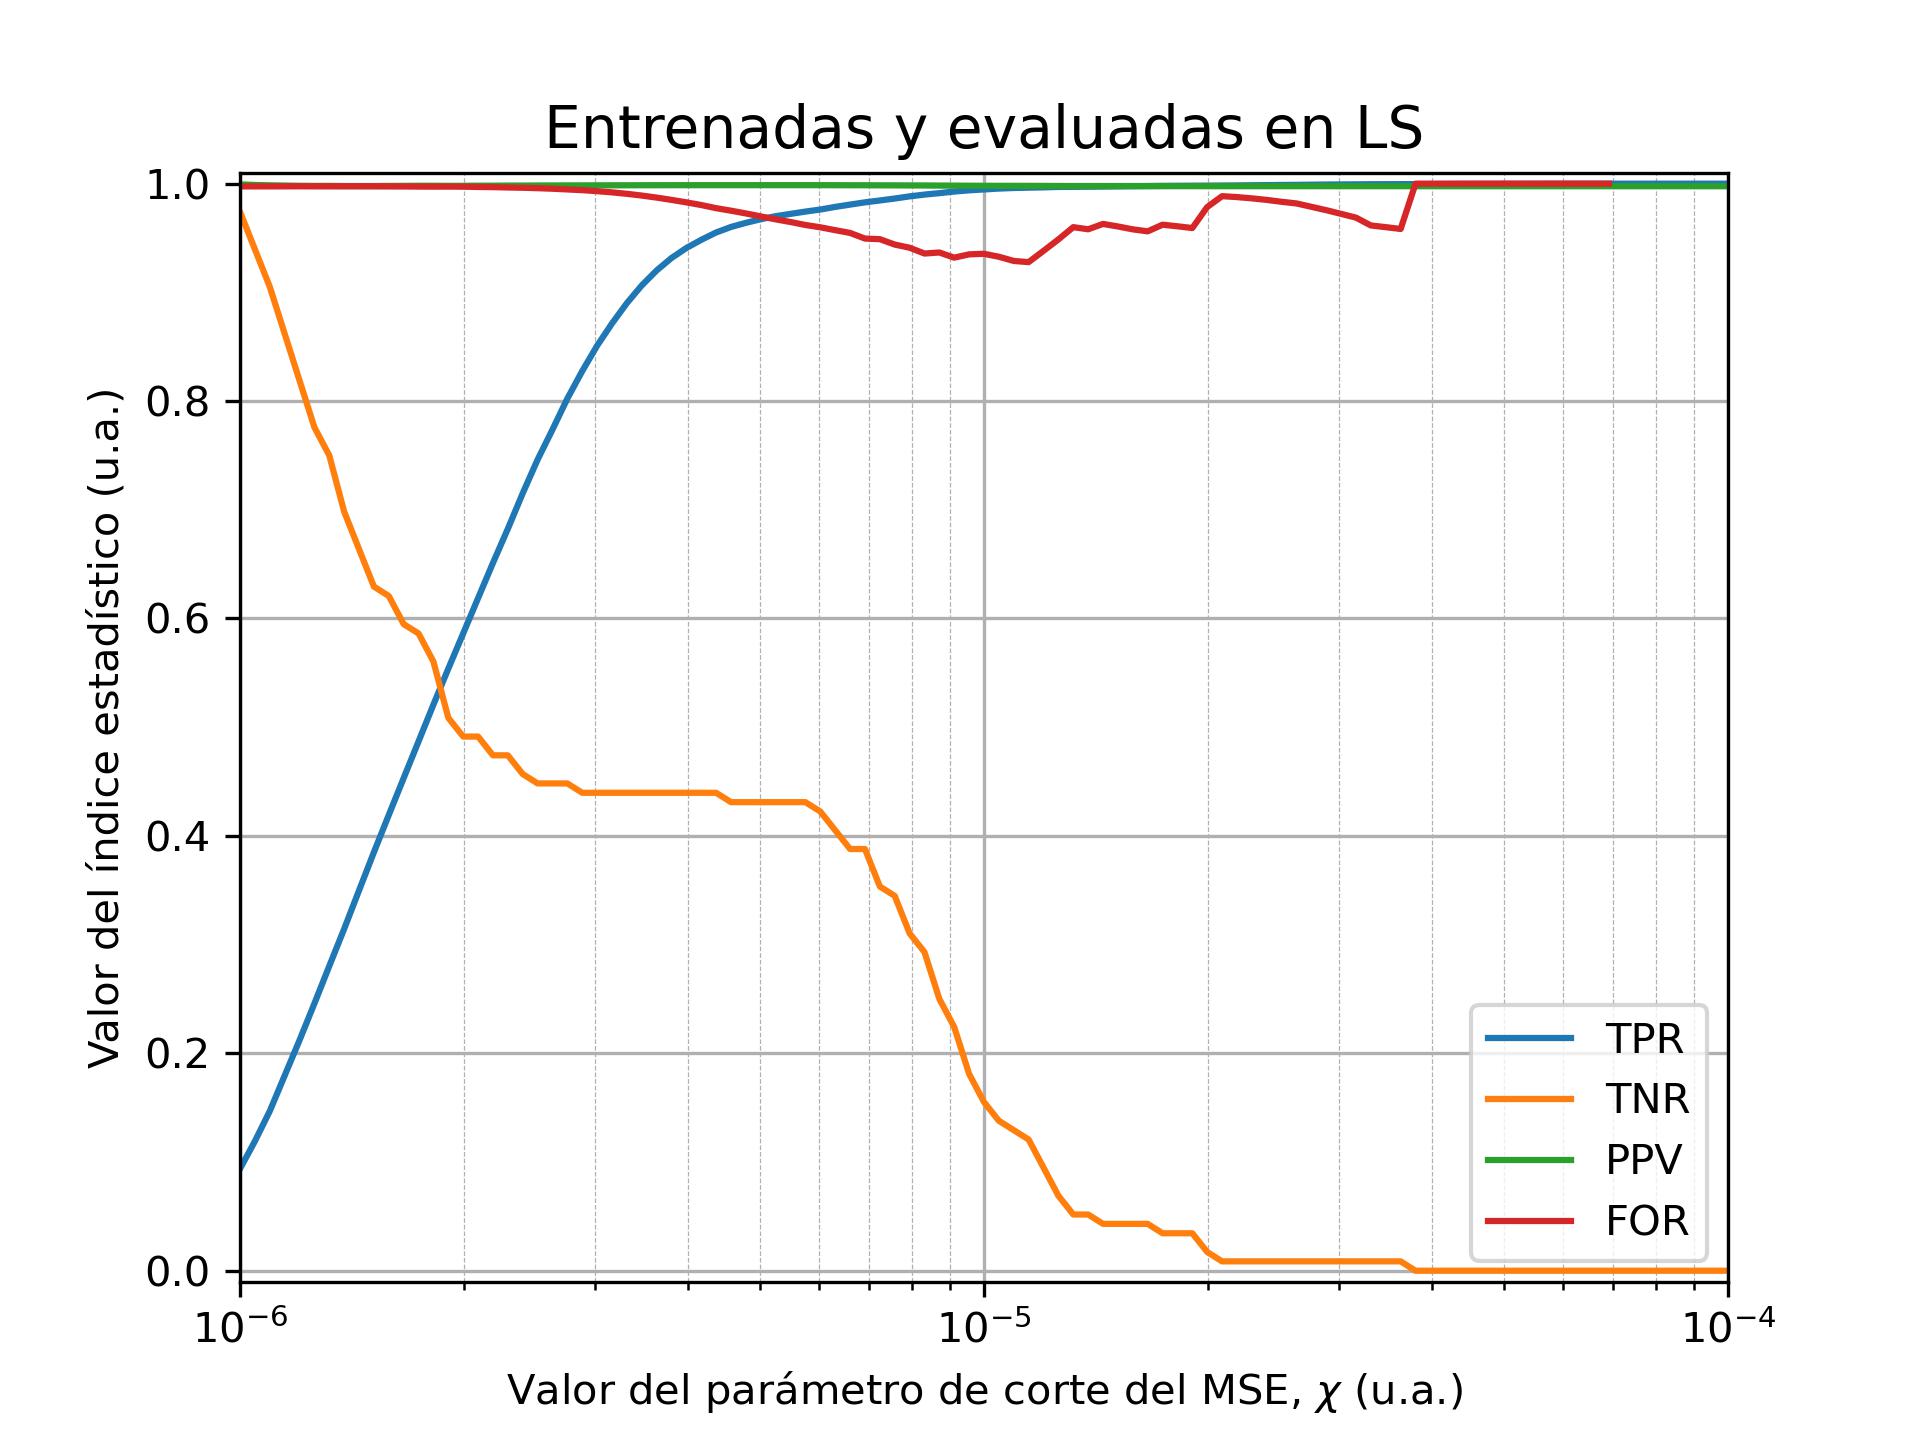 Entrenadas y evaluadas en LS
Valor del índice estadístico (u.a.)
1.0
0.8
0.6
0.4
0.2
0.0
10⁻⁶
10⁻⁵
10⁻⁴
Valor del parámetro de corte del MSE, χ (u.a.)
TPR
TNR
PPV
FOR